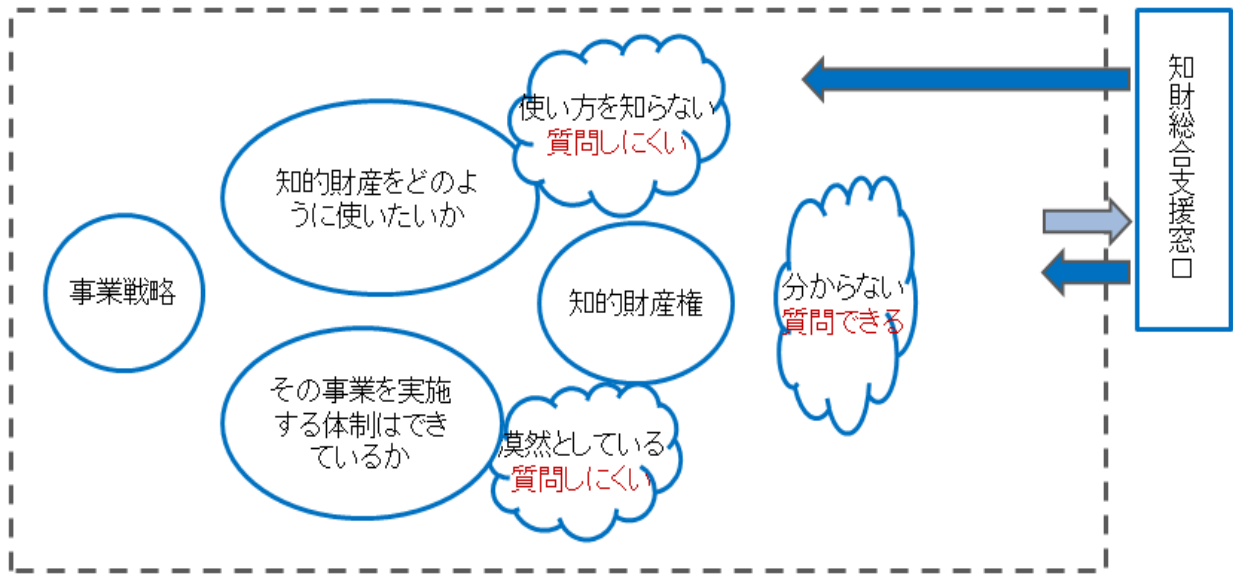 使い方を知らない
質問しにくい
知的財産をどのよ
うに使いたいか
事業戦略
知的財産権
分からない
質問できる
その事業を実施
する体制はでき
ているか
漠然としている
質問しにくい
知財総合支援窓口